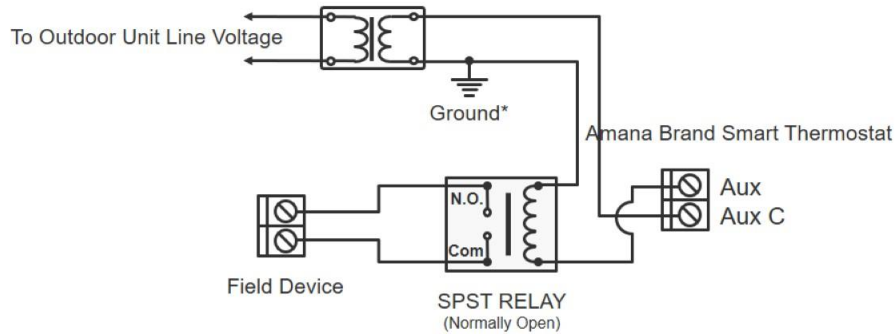 To Outdoor Unit Line Voltage
Ground*
Amana Brand Smart Thermostat
N.O.
Aux
Aux C
Com
Field Device
SPST RELAY
(Normally Open)